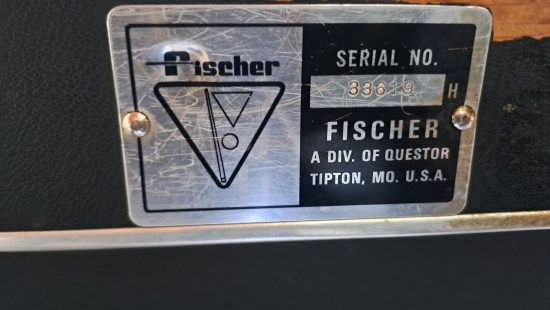 Fischer
SERIAL NO.
33619 H
FISCHER
A DIV. OF QUESTOR
TIPTON, MO. U.S.A.